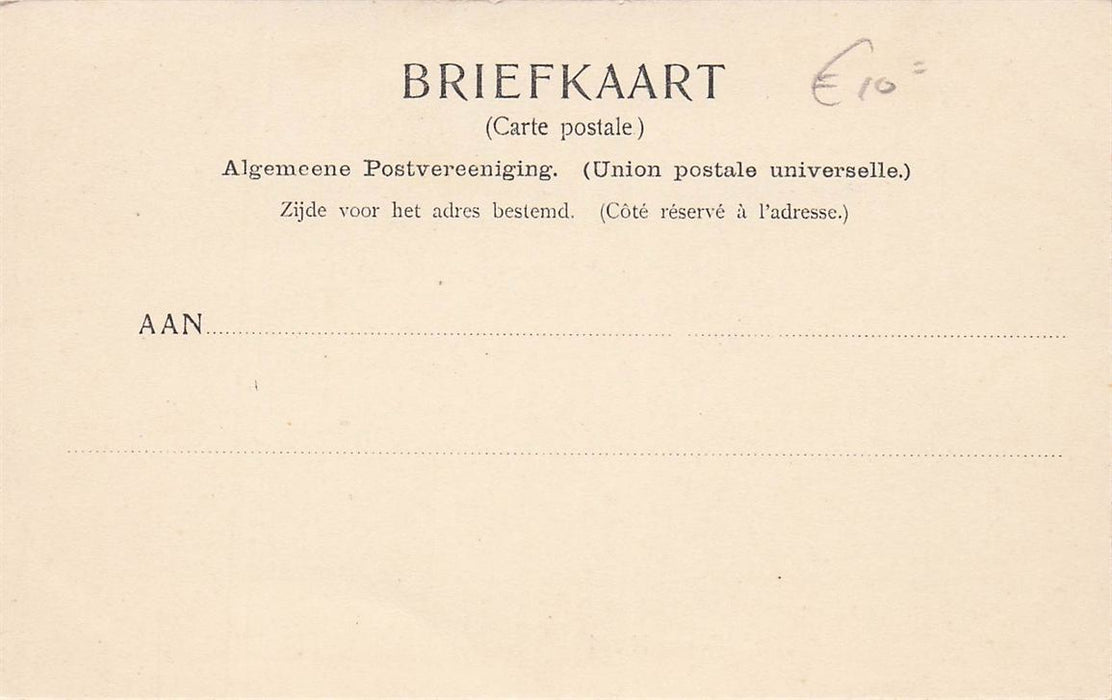 BRIEFKAART
€ 10=
(Carte postale)
Algemeene Postvereeniging. (Union postale universelle.)
Zijde voor het adres bestemd. (Côté réservé à l'adresse.)
AAN